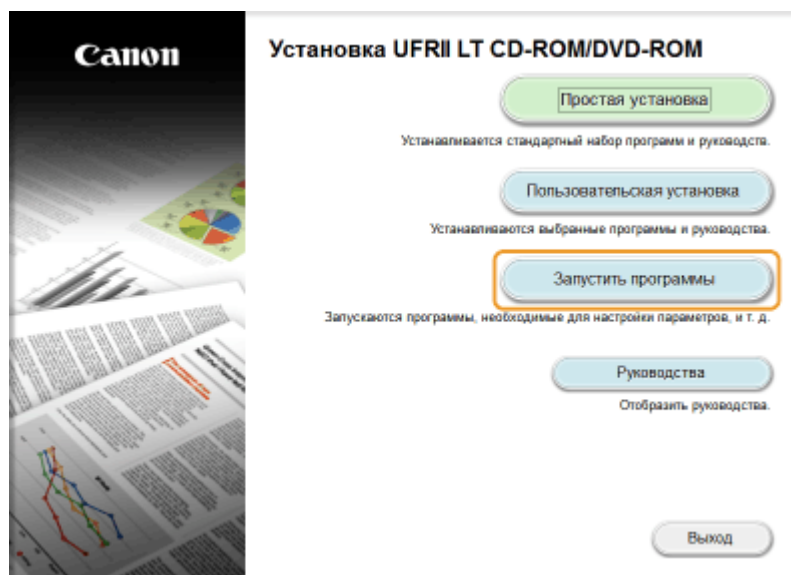 Canon
Установка UFRII LT CD-ROM/DVD-ROM
Простая установка
Устанавливается стандартный набор программ и руководств.
Пользовательская установка
Устанавливаются выбранные программы и руководства.
Запустить программы
Запускаются программы, необходимые для настройки параметров, и т. д.
Руководства
Отобразить руководства.
Выход